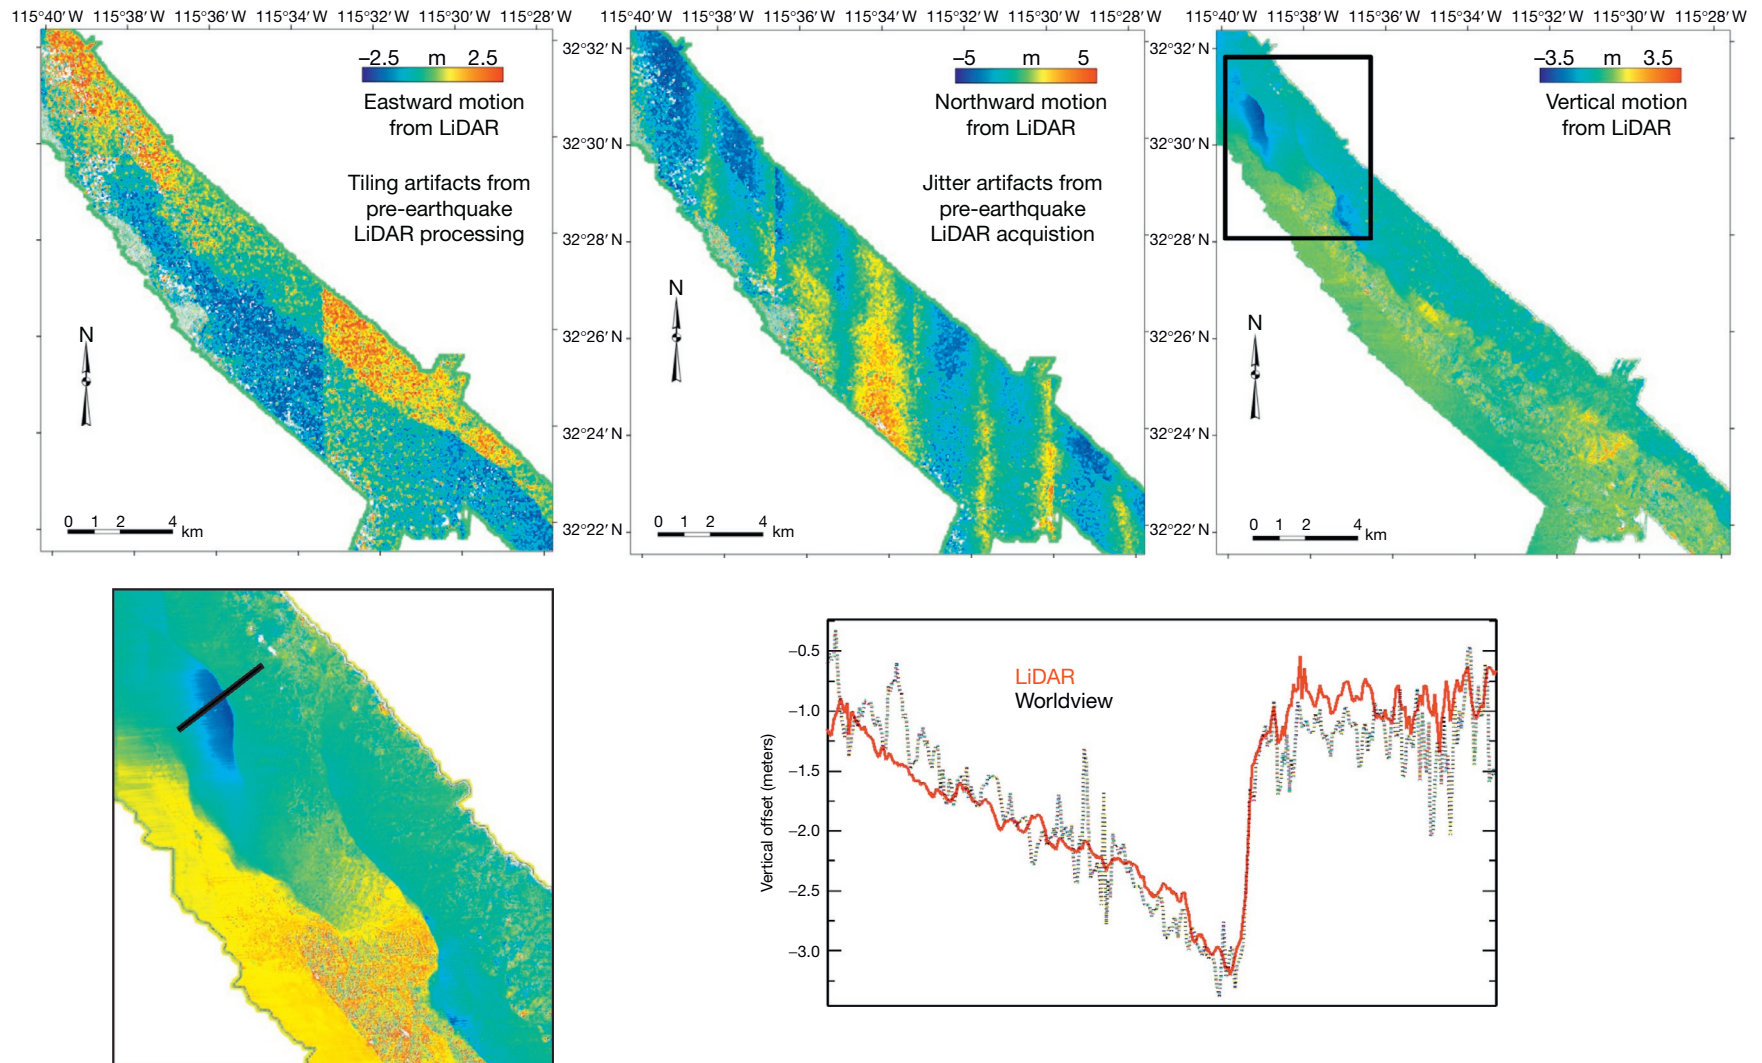 115°40′ W 115°38′ W 115°36′ W 115°34′ W 115°32′ W 115°30′ W 115°28′ W
–2.5 m 2.5
Eastward motion
from LiDAR
Tiling artifacts from
pre-earthquake
LiDAR processing
N
0 1 2 4
km
115°40′ W 115°38′ W 115°36′ W 115°34′ W 115°32′ W 115°30′ W 115°28′ W
32°32′ N
32°30′ N
32°28′ N
32°26′ N
32°24′ N
32°22′ N
–5 m 5
Northward motion
from LiDAR
Jitter artifacts from
pre-earthquake
LiDAR acquistion
N
0 1 2 4
km
115°40′ W 115°38′ W 115°36′ W 115°34′ W 115°32′ W 115°30′ W 115°28′ W
32°32′ N
32°30′ N
32°28′ N
32°26′ N
32°24′ N
32°22′ N
–3.5 m 3.5
Vertical motion
from LiDAR
N
0 1 2 4
km
Vertical offset (meters)
–0.5
–1.0
–1.5
–2.0
–2.5
–3.0
LiDAR
Worldview